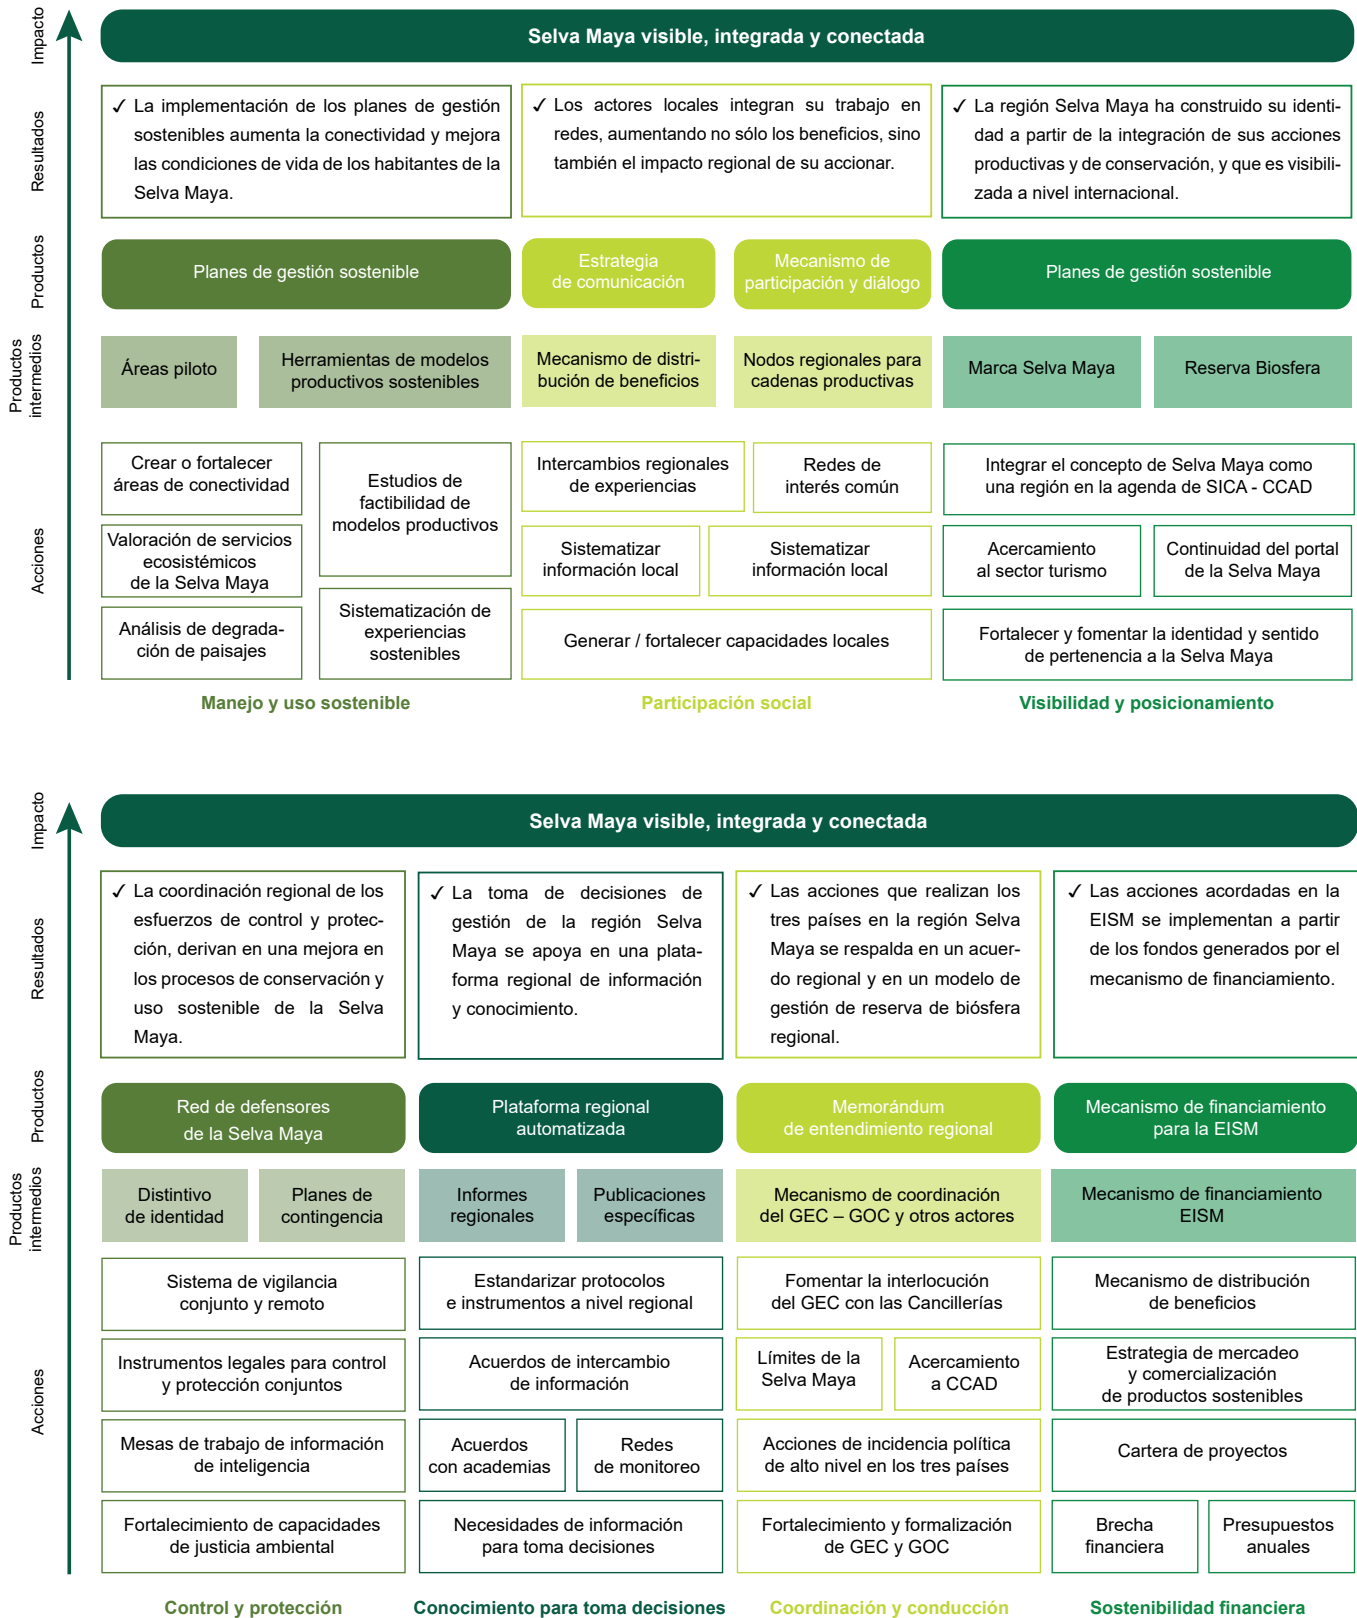 Impacto
Selva Maya visible, integrada y conectada
Resultados
✓ La implementación de los planes de gestión
sostenibles aumenta la conectividad y mejora
las condiciones de vida de los habitantes de la
Selva Maya.
✓ Los actores locales integran su trabajo en
redes, aumentando no sólo los beneficios, sino
también el impacto regional de su accionar.
✓ La región Selva Maya ha construido su identi-
dad a partir de la integración de sus acciones
productivas y de conservación, y que es visibili-
zada a nivel internacional.
Productos
Planes de gestión sostenible
Estrategia
de comunicación
Mecanismo de
participación y diálogo
Planes de gestión sostenible
Productos
intermedios
Áreas piloto
Herramientas de modelos
productivos sostenibles
Mecanismo de distri-
bución de beneficios
Nodos regionales para
cadenas productivas
Marca Selva Maya
Reserva Biosfera
Acciones
Crear o fortalecer
áreas de conectividad
Valoración de servicios
ecosistémicos
de la Selva Maya
Análisis de degrada-
ción de paisajes
Estudios de
factibilidad de
modelos productivos
Sistematización de
experiencias
sostenibles
Intercambios regionales
de experiencias
Redes de
interés común
Sistematizar
información local
Sistematizar
información local
Generar / fortalecer capacidades locales
Integrar el concepto de Selva Maya como
una región en la agenda de SICA - CCAD
Acercamiento
al sector turismo
Continuidad del portal
de la Selva Maya
Fortalecer y fomentar la identidad y sentido
de pertenencia a la Selva Maya
Manejo y uso sostenible
Participación social
Visibilidad y posicionamiento
Impacto
Selva Maya visible, integrada y conectada
Resultados
✓ La coordinación regional de los
esfuerzos de control y protec-
ción, derivan en una mejora en
los procesos de conservación y
uso sostenible de la Selva
Maya.
✓ La toma de decisiones de
gestión de la región Selva
Maya se apoya en una plata-
forma regional de información
y conocimiento.
✓ Las acciones que realizan los
tres países en la región Selva
Maya se respalda en un acuer-
do regional y en un modelo de
gestión de reserva de biósfera
regional.
✓ Las acciones acordadas en la
EISM se implementan a partir
de los fondos generados por el
mecanismo de financiamiento.
Productos
Red de defensores
de la Selva Maya
Plataforma regional
automatizada
Memorándum
de entendimiento regional
Mecanismo de financiamiento
para la EISM
Productos
intermedios
Distintivo
de identidad
Planes de
contingencia
Informes
regionales
Publicaciones
específicas
Mecanismo de coordinación
del GEC – GOC y otros actores
Mecanismo de financiamiento
EISM
Acciones
Sistema de vigilancia
conjunto y remoto
Instrumentos legales para control
y protección conjuntos
Mesas de trabajo de información
de inteligencia
Fortalecimiento de capacidades
de justicia ambiental
Estandarizar protocolos
e instrumentos a nivel regional
Acuerdos de intercambio
de información
Acuerdos
con academias
Redes
de monitoreo
Necesidades de información
para toma decisiones
Fomentar la interlocución
del GEC con las Cancillerías
Límites de la
Selva Maya
Acercamiento
a CCAD
Acciones de incidencia política
de alto nivel en los tres países
Fortalecimiento y formalización
de GEC y GOC
Mecanismo de distribución
de beneficios
Estrategia de mercadeo
y comercialización
de productos sostenibles
Cartera de proyectos
Brecha
financiera
Presupuestos
anuales
Control y protección
Conocimiento para toma decisiones
Coordinación y conducción
Sostenibilidad financiera